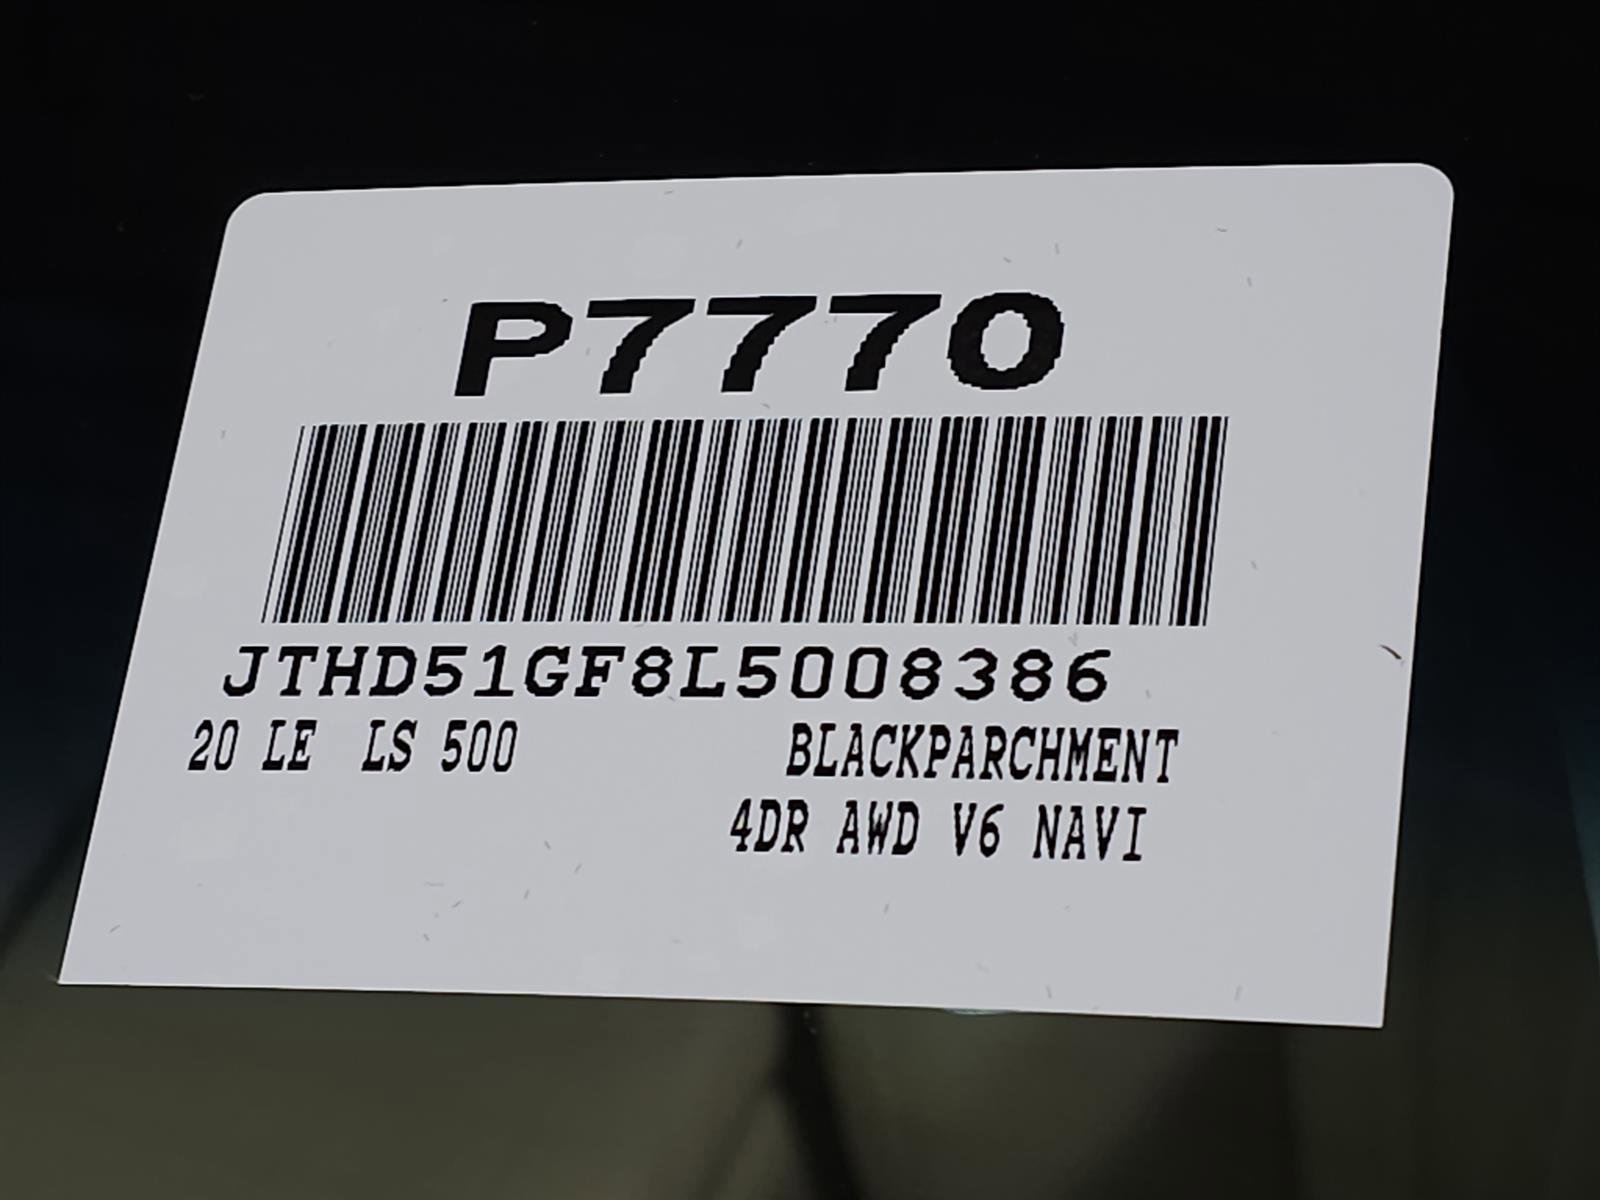 P7770
JTHD51GF8L5008386
20 LE LS 500
BLACKPARCHMENT
4DR AWD V6 NAVI